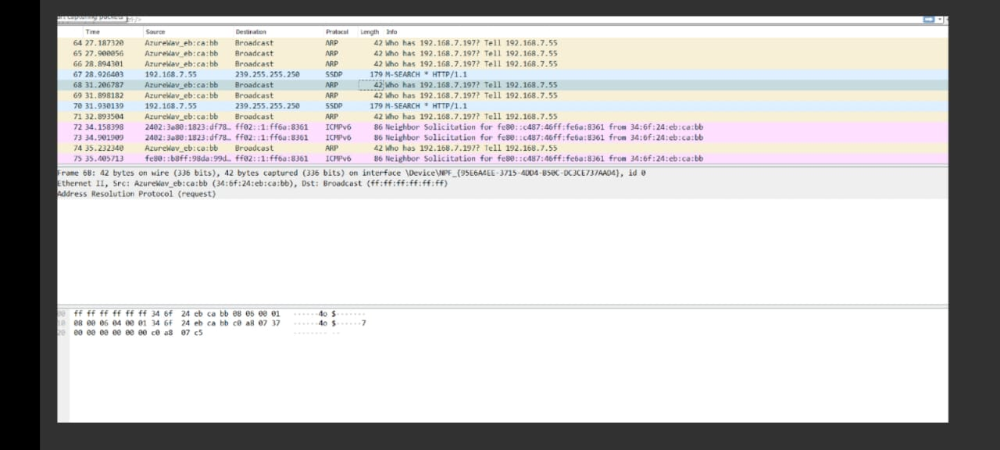 Time Source Destination Protocol Length Info
64 27.187320 AzureWav_eb:ca:bb Broadcast ARP 42 Who has 192.168.7.197? Tell 192.168.7.55
65 27.900056 AzureWav_eb:ca:bb Broadcast ARP 42 Who has 192.168.7.197? Tell 192.168.7.55
66 28.894301 AzureWav_eb:ca:bb Broadcast ARP 42 Who has 192.168.7.197? Tell 192.168.7.55
67 28.926403 192.168.7.55 239.255.255.250 SSDP 179 M-SEARCH * HTTP/1.1
68 31.206787 AzureWav_eb:ca:bb Broadcast ARP 42 Who has 192.168.7.197? Tell 192.168.7.55
69 31.898182 AzureWav_eb:ca:bb Broadcast ARP 42 Who has 192.168.7.197? Tell 192.168.7.55
70 31.930139 192.168.7.55 239.255.255.250 SSDP 179 M-SEARCH * HTTP/1.1
71 32.893504 AzureWav_eb:ca:bb Broadcast ARP 42 Who has 192.168.7.197? Tell 192.168.7.55
72 34.158398 2402:3a80:1823:df78… ff02::1:ff6a:8361 ICMPv6 86 Neighbor Solicitation for fe80::c487:46ff:fe6a:8361 from 34:6f:24:eb:ca:bb
73 34.901909 2402:3a80:1823:df78… ff02::1:ff6a:8361 ICMPv6 86 Neighbor Solicitation for fe80::c487:46ff:fe6a:8361 from 34:6f:24:eb:ca:bb
74 35.232340 AzureWav_eb:ca:bb Broadcast ARP 42 Who has 192.168.7.197? Tell 192.168.7.55
75 35.405713 fe80::b8ff:98da:99d… ff02::1:ff6a:8361 ICMPv6 86 Neighbor Solicitation for fe80::c487:46ff:fe6a:8361 from 34:6f:24:eb:ca:bb
Frame 68: 42 bytes on wire (336 bits), 42 bytes captured (336 bits) on interface \Device\NPF_{95E6A4EE-3715-4DD4-B50C-DC3CE737AAD4}, id 0
Ethernet II, Src: AzureWav_eb:ca:bb (34:6f:24:eb:ca:bb), Dst: Broadcast (ff:ff:ff:ff:ff:ff)
Address Resolution Protocol (request)
00 ff ff ff ff ff ff 34 6f 24 eb ca bb 08 06 00 01 ······4o $·······
10 08 00 06 04 00 01 34 6f 24 eb ca bb c0 a8 07 37 ······4o $······7
20 00 00 00 00 00 00 c0 a8 07 c5 ········ ··